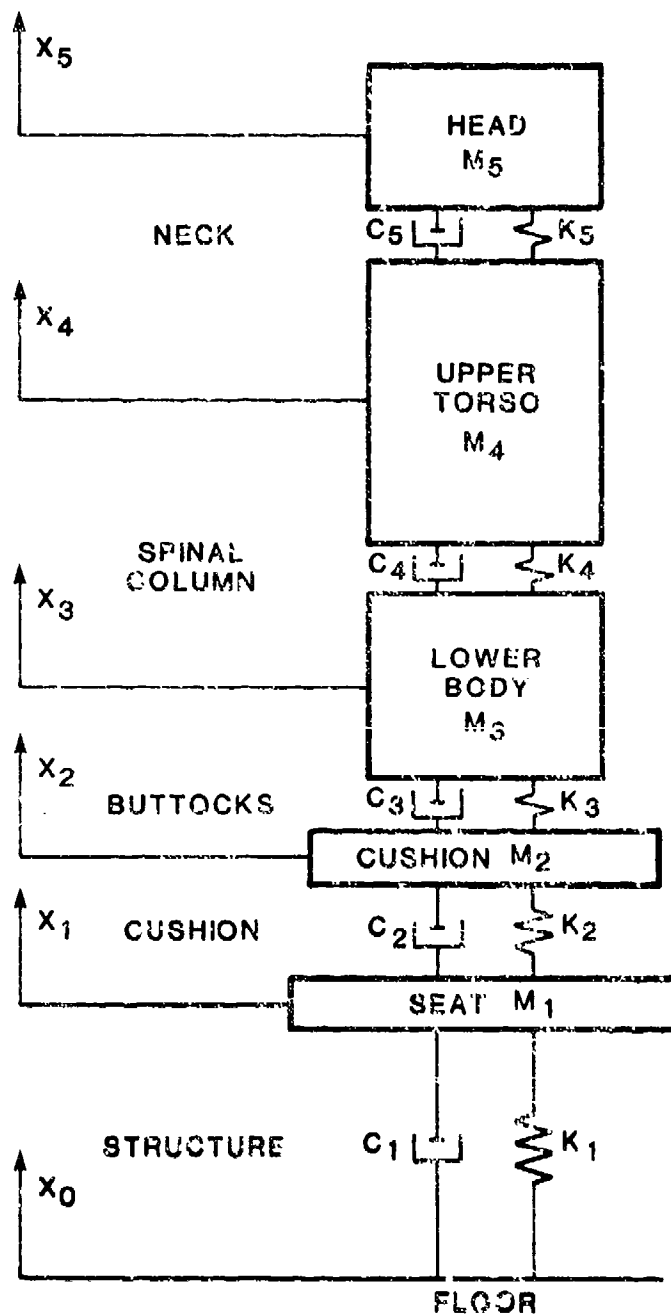 X5
HEAD
M5
C5
K5
NECK
X4
UPPER
TORSO
M4
C4
K4
SPINAL
COLUMN
X3
LOWER
BODY
M3
X2
C3
K3
BUTTOCKS
CUSHION M2
X1
CUSHION
C2
K2
SEAT M1
STRUCTURE
C1
K1
X0
FLOOR